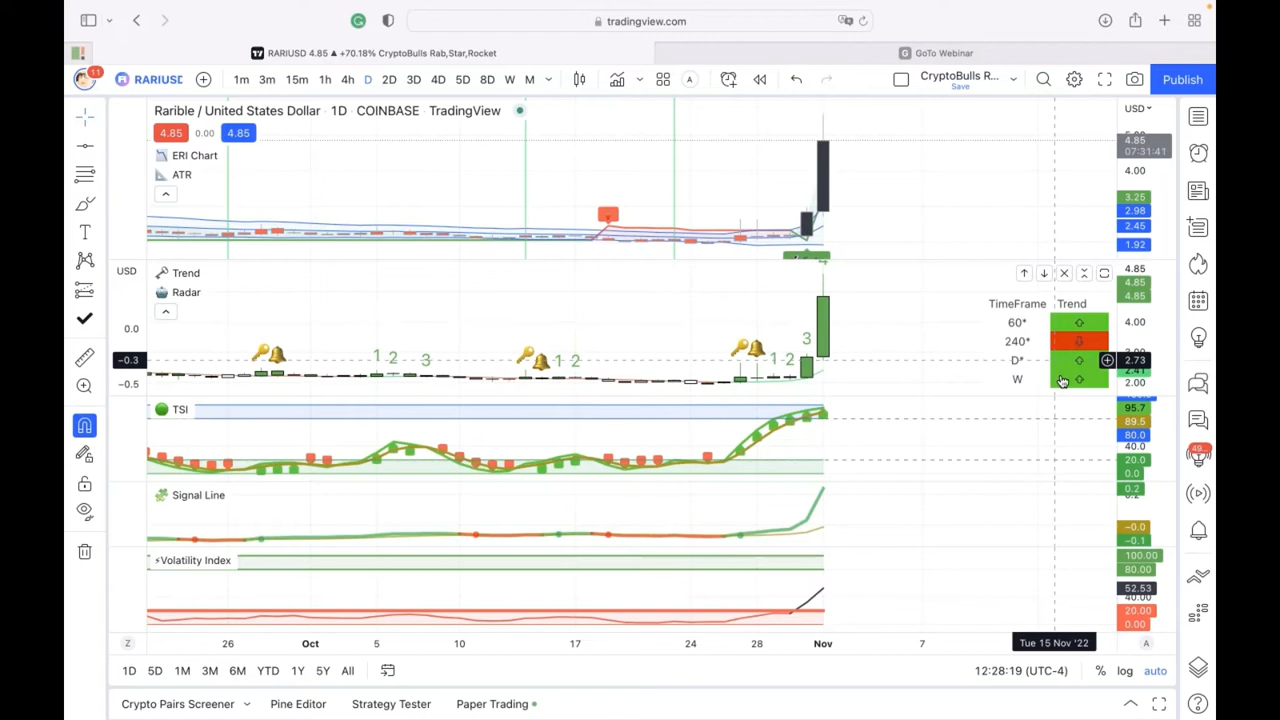 tradingview.com
RARIUSD 4.85 ▲ +70.18% CryptoBulls Rab,Star,Rocket
GoTo Webinar
11
RARIUSD
1m 3m 15m 1h 4h D 2D 3D 4D 5D 8D W M
CryptoBulls R...
Save
Publish
Rarible / United States Dollar · 1D · COINBASE · TradingView
USD
4.85 0.00 4.85
4.85
07:31:41
ERI Chart
ATR
4.00
3.25
2.98
2.45
1.92
USD
Trend
Radar
4.85
4.85
4.85
TimeFrame Trend
60*
4.00
0.0
240*
3
1 2 3
1 2
1 2
-0.3
D*
2.73
2.41
W
-0.5
2.00
TSI
95.7
89.5
80.0
40.0
20.0
0.0
Signal Line
0.2
-0.0
-0.1
⚡Volatility Index
100.00
80.00
52.53
40.00
20.00
0.00
Z 26 Oct 5 10 17 24 28 Nov 7 Tue 15 Nov '22 A
1D 5D 1M 3M 6M YTD 1Y 5Y All
12:28:19 (UTC-4) % log auto
Crypto Pairs Screener Pine Editor Strategy Tester Paper Trading
49...